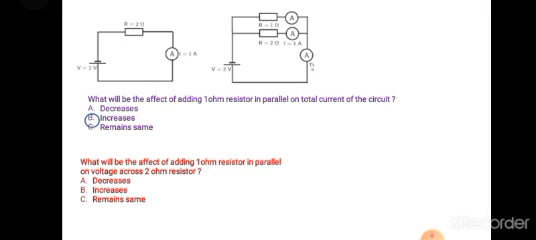 R = 2 Ω
A
I = 1 A
V = 2 V
A
R = 1 Ω
A
R = 2 Ω I = 1 A
A
V = 2 V
What will be the affect of adding 1ohm resistor in parallel on total current of the circuit ?
A. Decreases
B. Increases
C. Remains same
What will be the affect of adding 1ohm resistor in parallel
on voltage across 2 ohm resistor ?
A. Decreases
B. Increases
C. Remains same